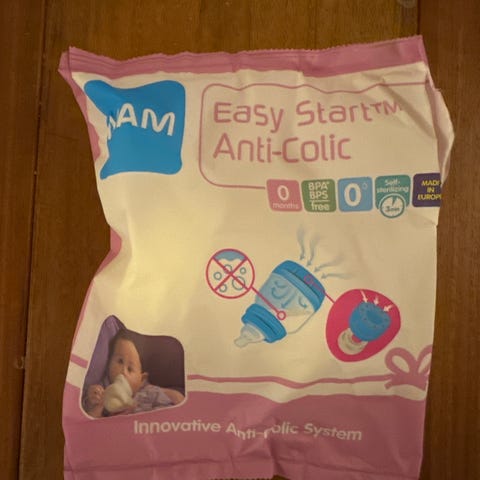 MAM
Easy Start™
Anti-Colic
0
months
BPA*
BPS
free
0%
Self-
sterilizing
3 min
MADE
IN
EUROPE
Innovative Anti-Colic System